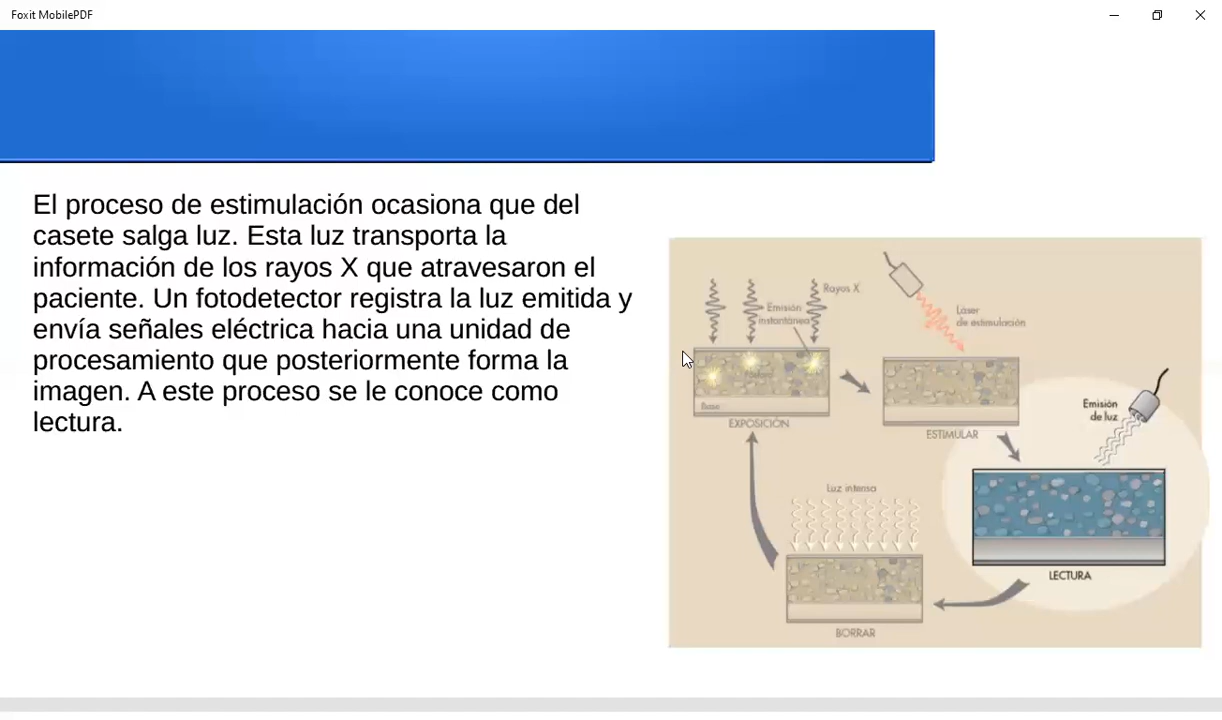 Foxit MobilePDF
El proceso de estimulación ocasiona que del
casete salga luz. Esta luz transporta la
información de los rayos X que atravesaron el
paciente. Un fotodetector registra la luz emitida y
envía señales eléctrica hacia una unidad de
procesamiento que posteriormente forma la
imagen. A este proceso se le conoce como
lectura.
Rayos X
Emisión
instantánea
Base
EXPOSICIÓN
Láser
de estimulación
ESTIMULAR
Emisión
de luz
LECTURA
Luz intensa
BORRAR